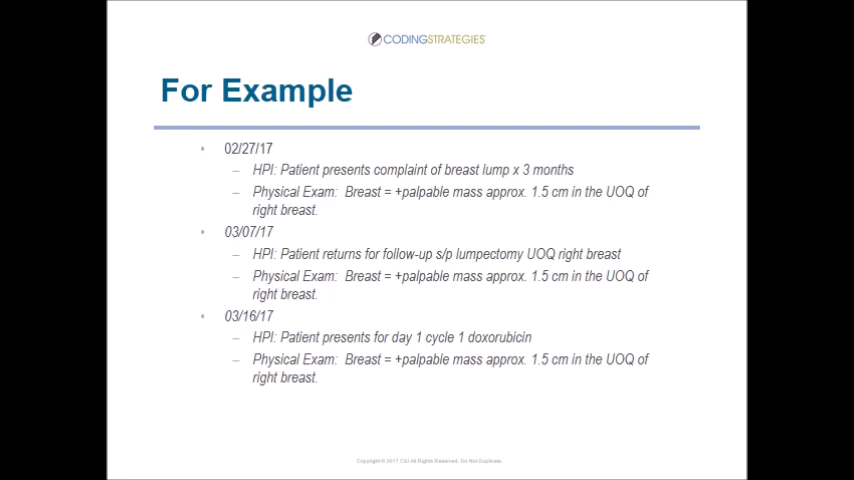 CODINGSTRATEGIES
For Example
• 02/27/17
– HPI: Patient presents complaint of breast lump x 3 months
– Physical Exam: Breast = +palpable mass approx. 1.5 cm in the UOQ of
right breast.
• 03/07/17
– HPI: Patient returns for follow-up s/p lumpectomy UOQ right breast
– Physical Exam: Breast = +palpable mass approx. 1.5 cm in the UOQ of
right breast.
• 03/16/17
– HPI: Patient presents for day 1 cycle 1 doxorubicin
– Physical Exam: Breast = +palpable mass approx. 1.5 cm in the UOQ of
right breast.
Copyright© 2017 CSI All Rights Reserved. Do Not Duplicate.